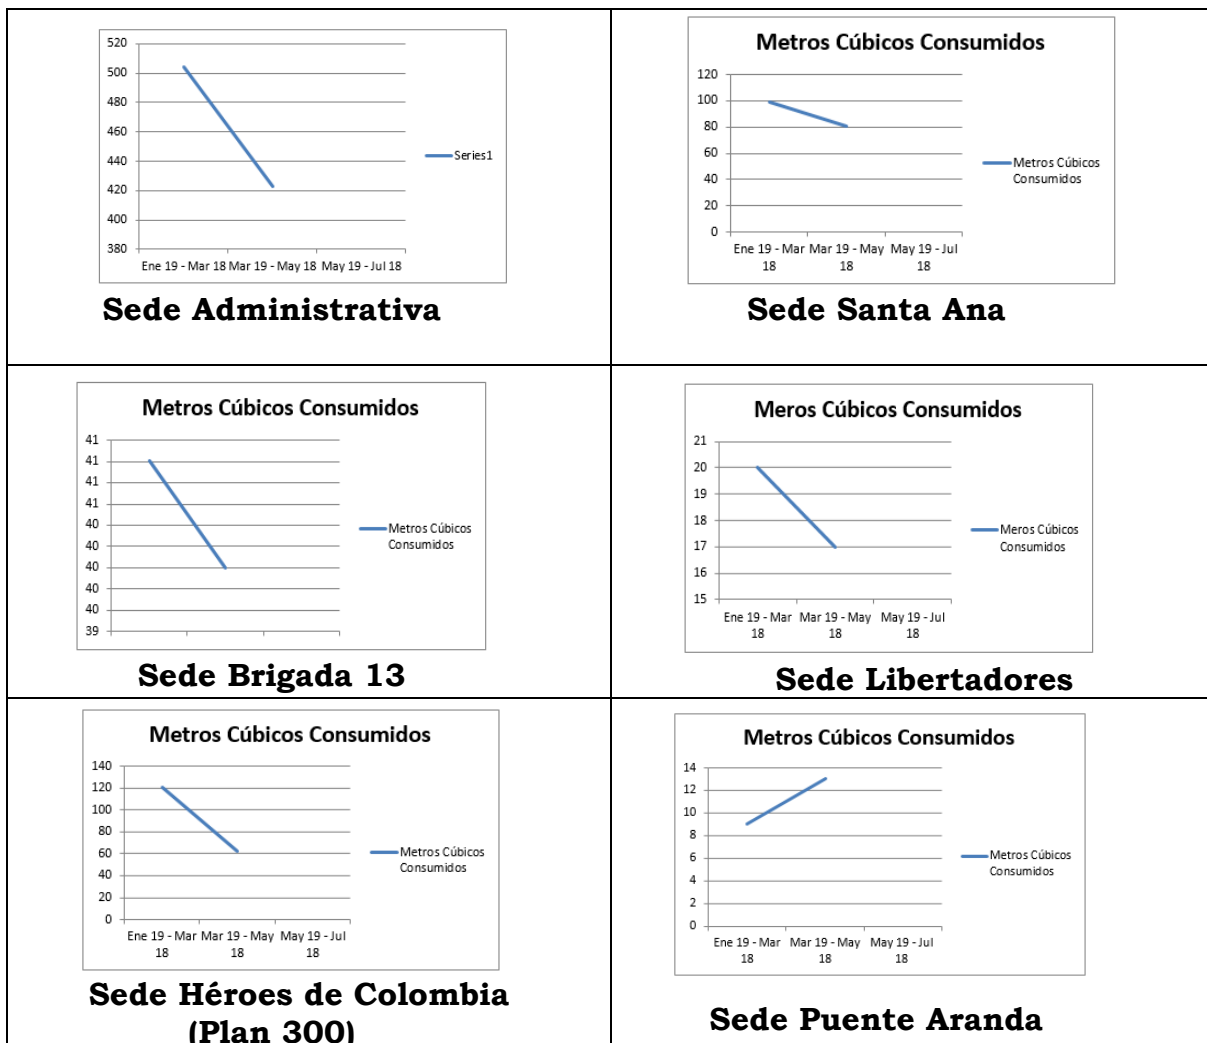 520
500
480
460
440
420
400
380
Ene 19 - Mar 18 Mar 19 - May 18 May 19 - Jul 18
Series1
Sede Administrativa
Metros Cúbicos Consumidos
120
100
80
60
40
20
0
Ene 19 - Mar Mar 19 - May May 19 - Jul
18 18 18
Metros Cúbicos
Consumidos
Sede Santa Ana
Metros Cúbicos Consumidos
41
41
41
41
40
40
40
40
40
39
Metros Cúbicos
Consumidos
Sede Brigada 13
Meros Cúbicos Consumidos
21
20
19
18
17
16
15
Ene 19 - Mar Mar 19 - May May 19 - Jul
18 18 18
Meros Cúbicos
Consumidos
Sede Libertadores
Metros Cúbicos Consumidos
140
120
100
80
60
40
20
0
Ene 19 - Mar Mar 19 - May May 19 - Jul
18 18 18
Metros Cúbicos
Consumidos
Sede Héroes de Colombia
(Plan 300)
Metros Cúbicos Consumidos
14
12
10
8
6
4
2
0
Ene 19 - Mar Mar 19 - May May 19 - Jul
18 18 18
Metros Cúbicos
Consumidos
Sede Puente Aranda